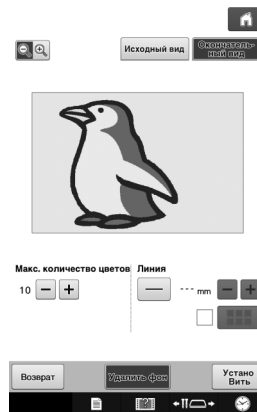 Исходный вид
Окончатель-
ный вид
Макс. количество цветов
Линия
10
--- mm
Возврат
Удалить фон
Устано
Вить